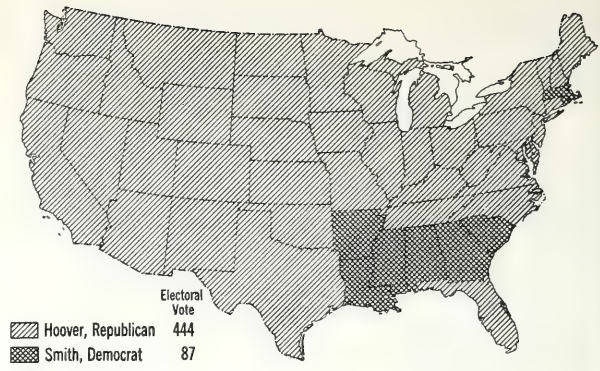 Electoral
Vote
Hoover, Republican 444
Smith, Democrat 87